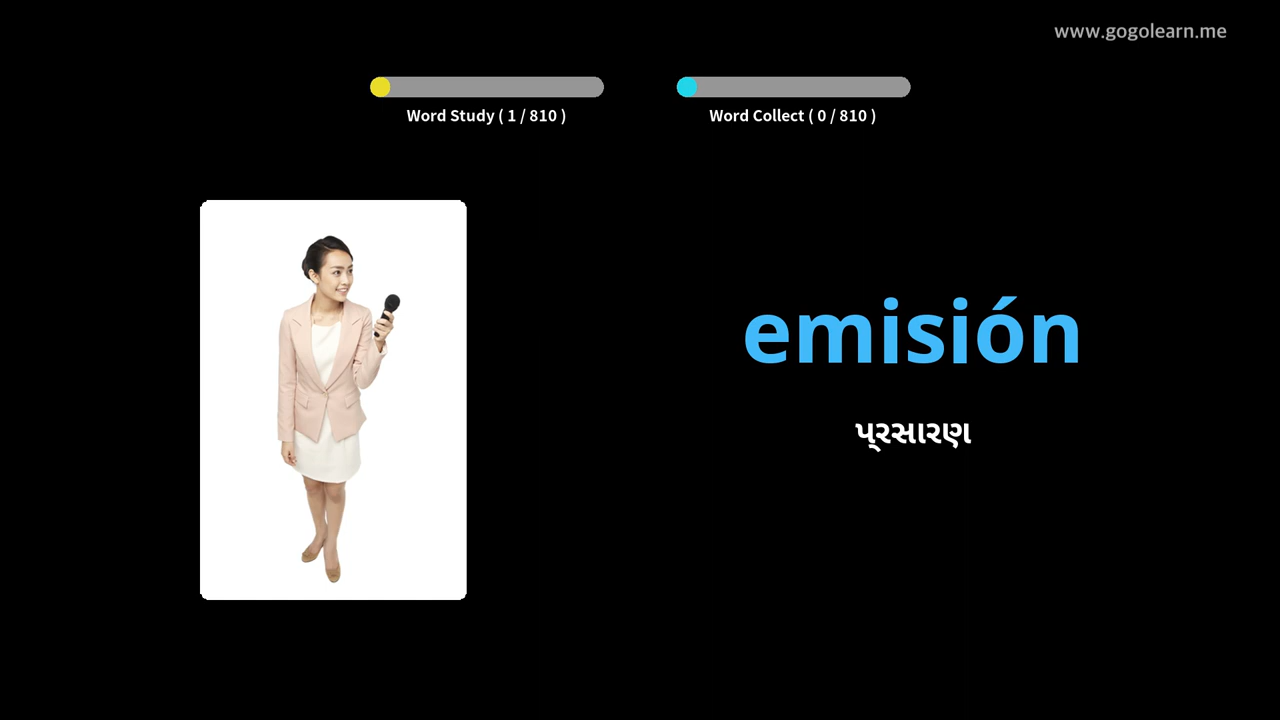 www.gogolearn.me
Word Study ( 1 / 810 )
Word Collect ( 0 / 810 )
emisión
પ્રસારણ